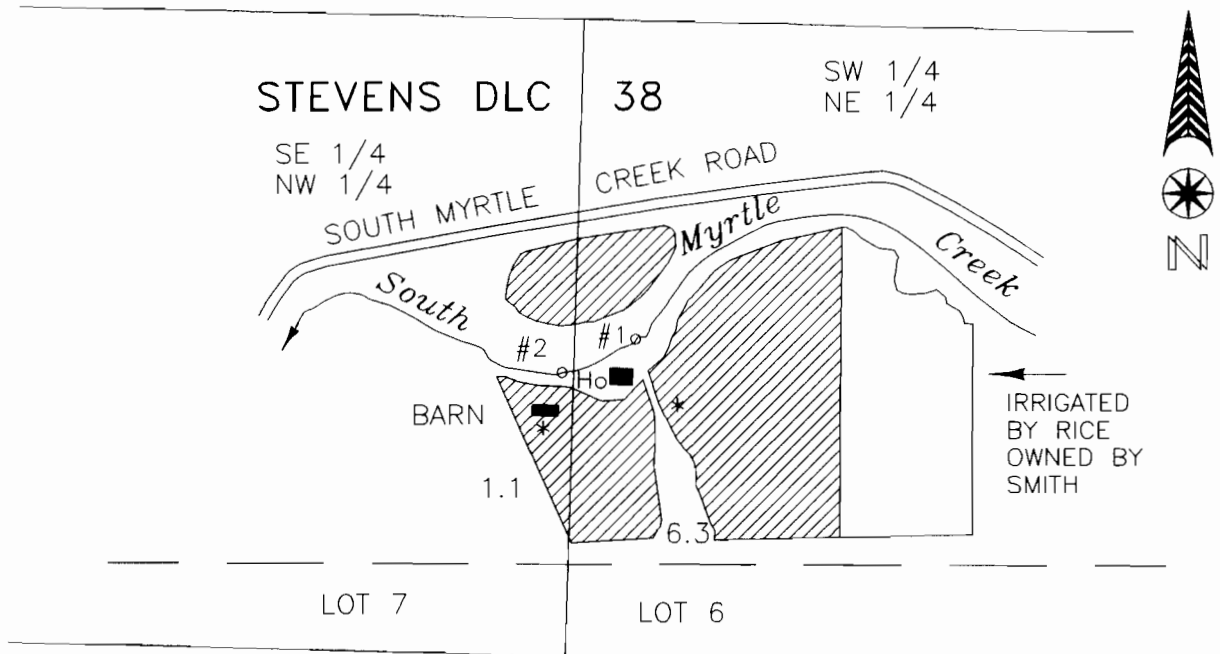 STEVENS DLC 38
SW 1/4
NE 1/4
SE 1/4
NW 1/4
SOUTH MYRTLE CREEK ROAD
South Myrtle Creek
#2
#1
Ho
BARN
1.1
6.3
IRRIGATED
BY RICE
OWNED BY
SMITH
LOT 7
LOT 6
N